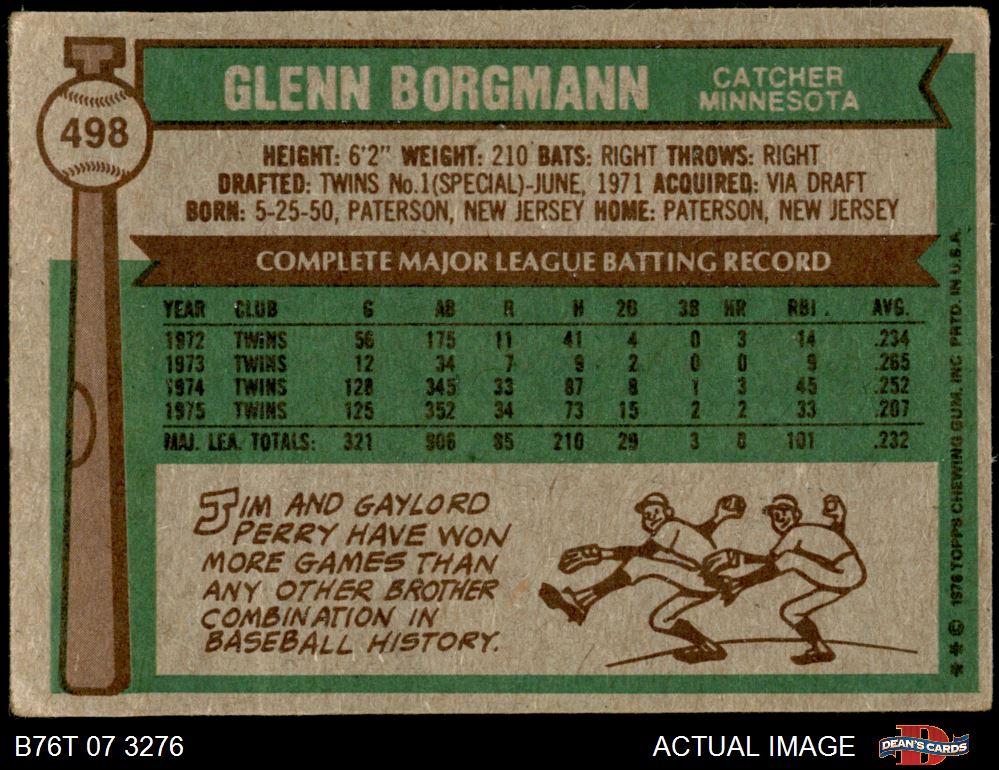 T
498
GLENN BORGMANN
CATCHER
MINNESOTA
HEIGHT: 6'2" WEIGHT: 210 BATS: RIGHT THROWS: RIGHT
DRAFTED: TWINS No.1(SPECIAL)-JUNE, 1971 ACQUIRED: VIA DRAFT
BORN: 5-25-50, PATERSON, NEW JERSEY HOME: PATERSON, NEW JERSEY
COMPLETE MAJOR LEAGUE BATTING RECORD
YEAR CLUB G AB R H 2B 3B HR RBI. AVG.
1972 TWINS 56 175 11 41 4 0 3 14 .234
1973 TWINS 12 34 7 9 2 0 0 9 .265
1974 TWINS 128 345 33 87 8 1 3 45 .252
1975 TWINS 125 352 34 73 15 2 2 33 .207
MAJ. LEA. TOTALS: 321 906 85 210 29 3 8 101 .232
JIM AND GAYLORD
PERRY HAVE WON
MORE GAMES THAN
ANY OTHER BROTHER
COMBINATION IN
BASEBALL HISTORY.
** © 1976 TOPPS CHEWING GUM, INC. PRTD. IN U.S.A.
B76T 07 3276
ACTUAL IMAGE
D
DEAN'S CARDS